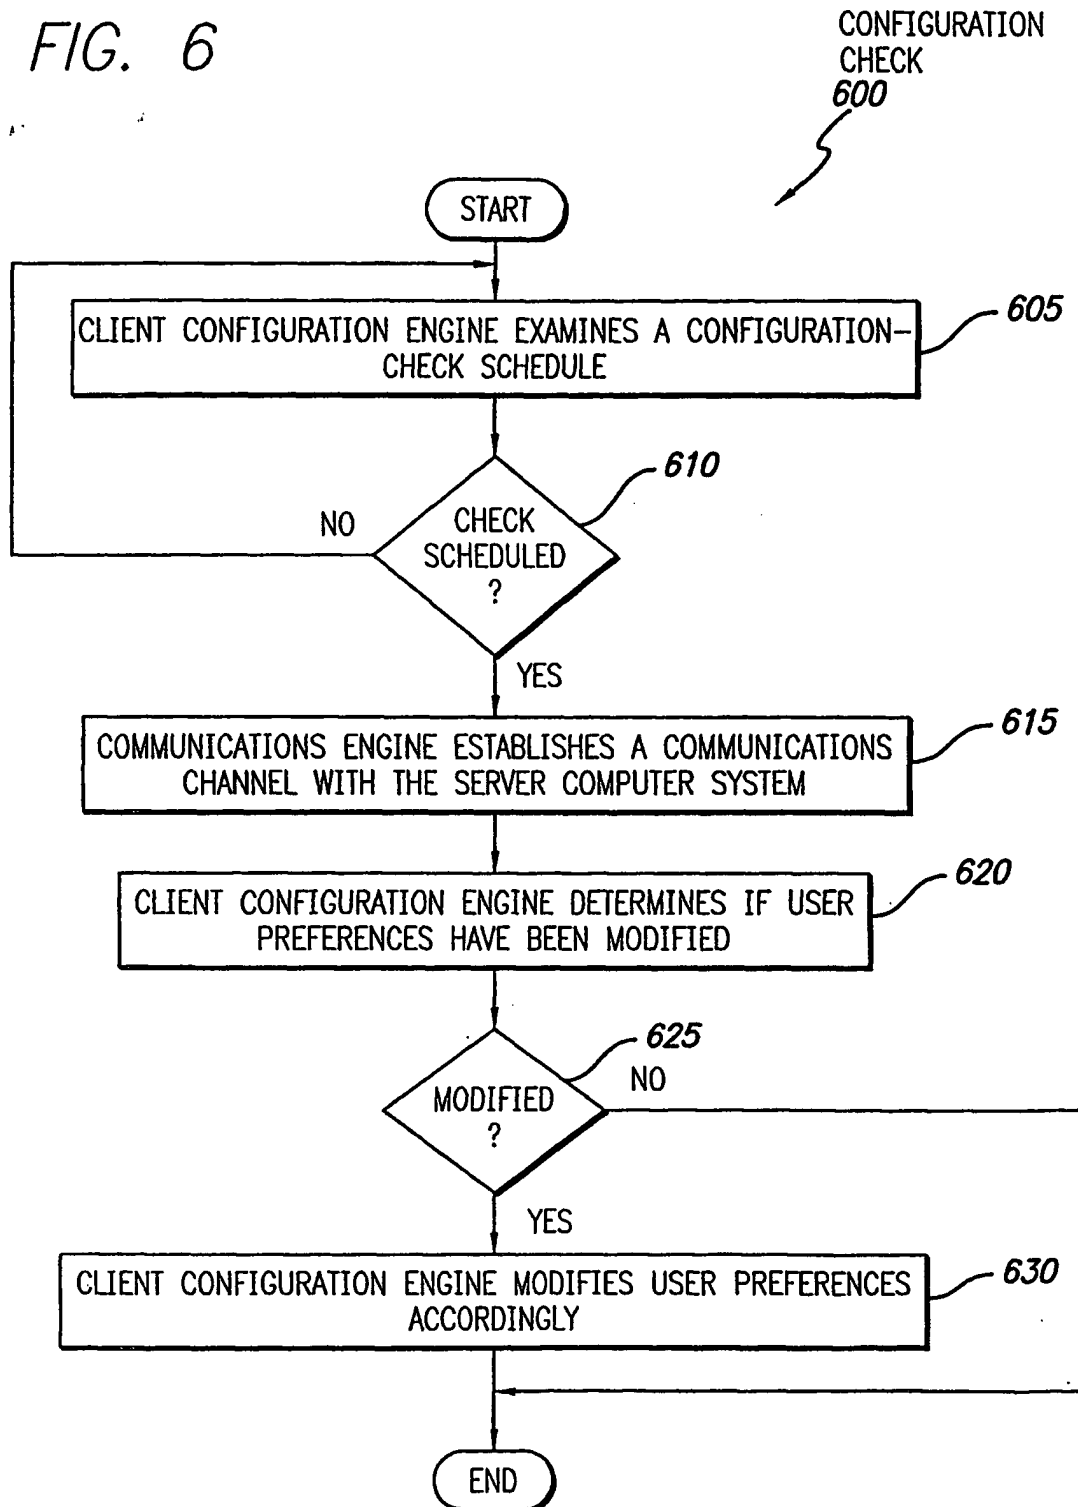 FIG. 6
CONFIGURATION
CHECK
600
START
CLIENT CONFIGURATION ENGINE EXAMINES A CONFIGURATION-
CHECK SCHEDULE
605
610
CHECK
SCHEDULED
?
NO
YES
COMMUNICATIONS ENGINE ESTABLISHES A COMMUNICATIONS
CHANNEL WITH THE SERVER COMPUTER SYSTEM
615
CLIENT CONFIGURATION ENGINE DETERMINES IF USER
PREFERENCES HAVE BEEN MODIFIED
620
625
MODIFIED
?
NO
YES
CLIENT CONFIGURATION ENGINE MODIFIES USER PREFERENCES
ACCORDINGLY
630
END